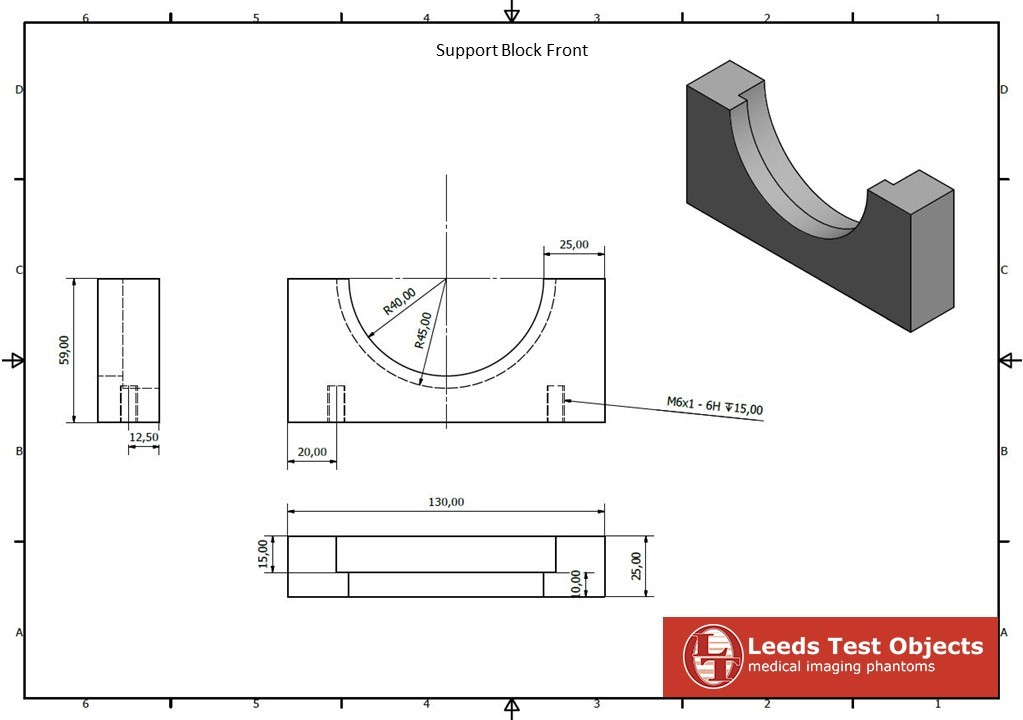 6 5 4 3 2 1
Support Block Front
D D
C C
25,00
R40,00
R45,00
59,00
M6x1 - 6H ↧15,00
12,50
B B
20,00
130,00
15,00
10,00
25,00
A A
LT
Leeds Test Objects
medical imaging phantoms
6 5 4 3 2 1